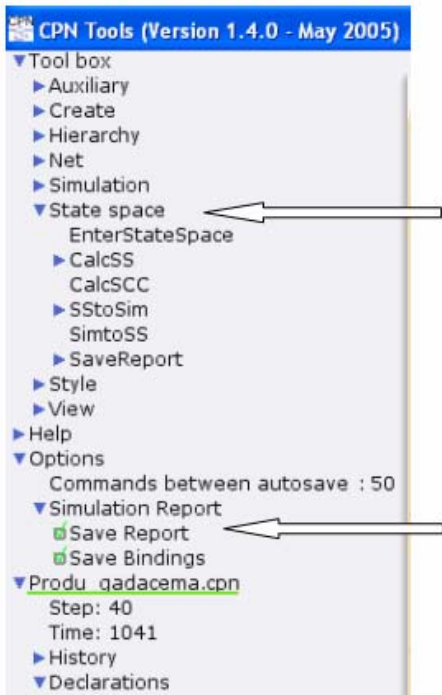 CPN Tools (Version 1.4.0 - May 2005)
Tool box
Auxiliary
Create
Hierarchy
Net
Simulation
State space
EnterStateSpace
CalcSS
CalcSCC
SStoSim
SimtoSS
SaveReport
Style
View
Help
Options
Commands between autosave : 50
Simulation Report
Save Report
Save Bindings
Produ_gadacema.cpn
Step: 40
Time: 1041
History
Declarations